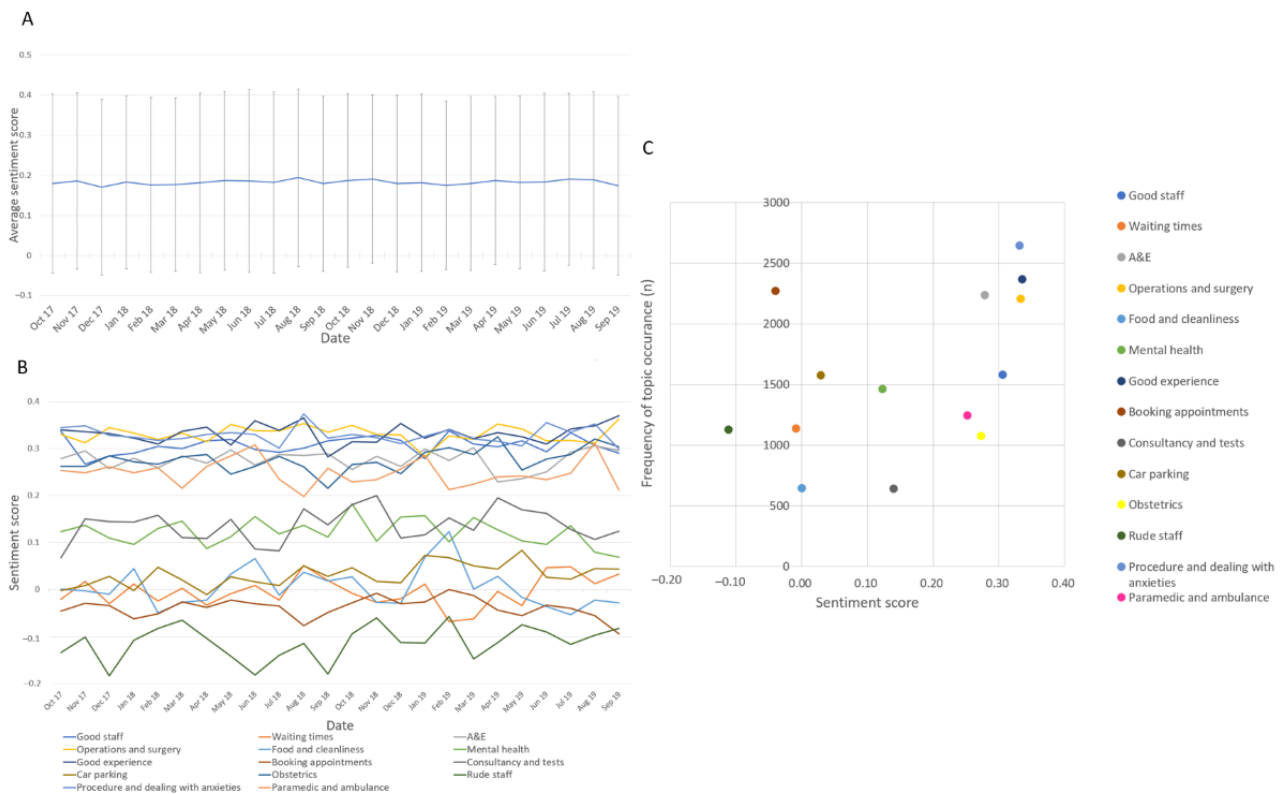 A
0.5
0.4
0.3
0.2
0.1
0
−0.1
Average sentiment score
Oct 17
Nov 17
Dec 17
Jan 18
Feb 18
Mar 18
Apr 18
May 18
Jun 18
Jul 18
Aug 18
Sep 18
Oct 18
Nov 18
Dec 18
Jan 19
Feb 19
Mar 19
Apr 19
May 19
Jun 19
Jul 19
Aug 19
Sep 19
Date
B
0.4
0.3
0.2
0.1
0
−0.1
−0.2
Sentiment score
Oct 17
Nov 17
Dec 17
Jan 18
Feb 18
Mar 18
Apr 18
May 18
Jun 18
Jul 18
Aug 18
Sep 18
Oct 18
Nov 18
Dec 18
Jan 19
Feb 19
Mar 19
Apr 19
May 19
Jun 19
Jul 19
Aug 19
Sep 19
Date
Good staff
Waiting times
A&E
Operations and surgery
Food and cleanliness
Mental health
Good experience
Booking appointments
Consultancy and tests
Car parking
Obstetrics
Rude staff
Procedure and dealing with anxieties
Paramedic and ambulance
C
3000
2500
2000
1500
1000
500
0
Frequency of topic occurance (n)
−0.20
−0.10
0.00
0.10
0.20
0.30
0.40
Sentiment score
Good staff
Waiting times
A&E
Operations and surgery
Food and cleanliness
Mental health
Good experience
Booking appointments
Consultancy and tests
Car parking
Obstetrics
Rude staff
Procedure and dealing with
anxieties
Paramedic and ambulance